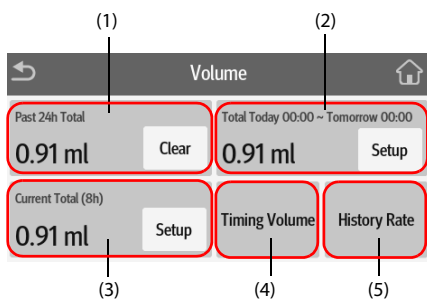 (1)
(2)
Volume
Past 24h Total
0.91 ml
Clear
Total Today 00:00 ~ Tomorrow 00:00
0.91 ml
Setup
Current Total (8h)
0.91 ml
Setup
Timing Volume
History Rate
(3)
(4)
(5)